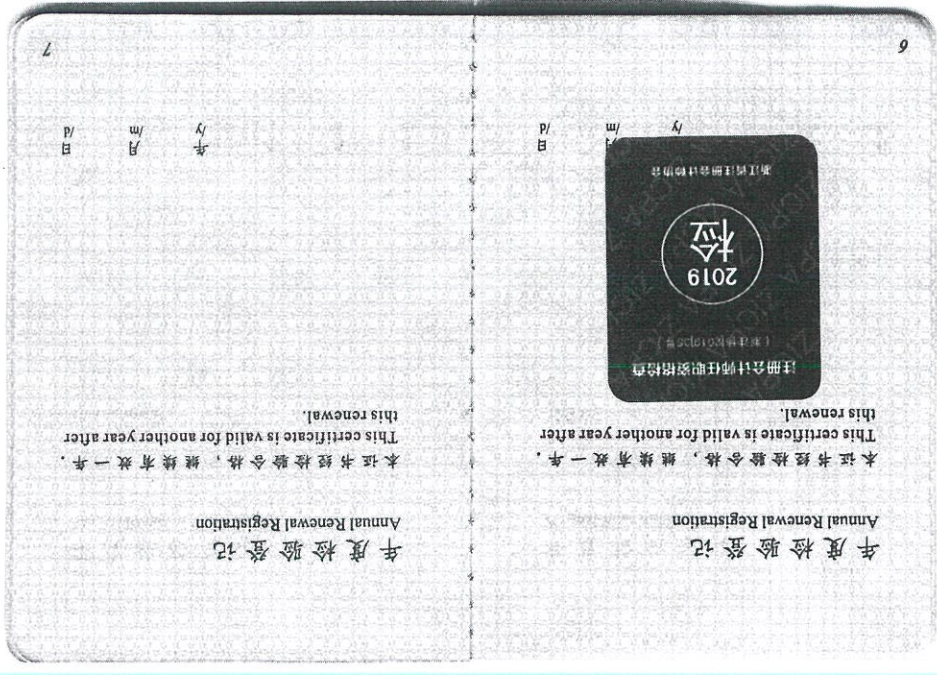 年度检验登记
Annual Renewal Registration
本证书经检验合格，继续有效一年.
This certificate is valid for another year after
this renewal.
注册会计师任职资格检查
2019
检
浙江省注册会计师协会
月 日
/y /m /d
6
年度检验登记
Annual Renewal Registration
本证书经检验合格，继续有效一年.
This certificate is valid for another year after
this renewal.
年 月 日
/y /m /d
7